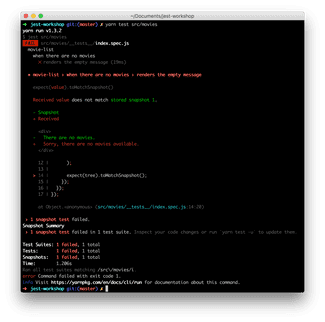 ~/Documents/jest-workshop
➜ jest-workshop git:(master) ✗ yarn test src/movies
yarn run v1.3.2
$ jest src/movies
FAIL src/movies/__tests__/index.spec.js
movie-list
when there are no movies
✕ renders the empty message (19ms)
● movie-list › when there are no movies › renders the empty message
expect(value).toMatchSnapshot()
Received value does not match stored snapshot 1.
- Snapshot
+ Received
<div>
- There are no movies.
+ Sorry, there are no movies available.
</div>
12 | );
13 |
> 14 | expect(tree).toMatchSnapshot();
15 | });
16 | });
17 | });
at Object.<anonymous> (src/movies/__tests__/index.spec.js:14:20)
› 1 snapshot test failed.
Snapshot Summary
› 1 snapshot test failed in 1 test suite. Inspect your code changes or run `yarn test -u` to update them.
Test Suites: 1 failed, 1 total
Tests: 1 failed, 1 total
Snapshots: 1 failed, 1 total
Time: 1.206s
Ran all test suites matching /src\/movies/i.
error Command failed with exit code 1.
info Visit https://yarnpkg.com/en/docs/cli/run for documentation about this command.
➜ jest-workshop git:(master) ✗